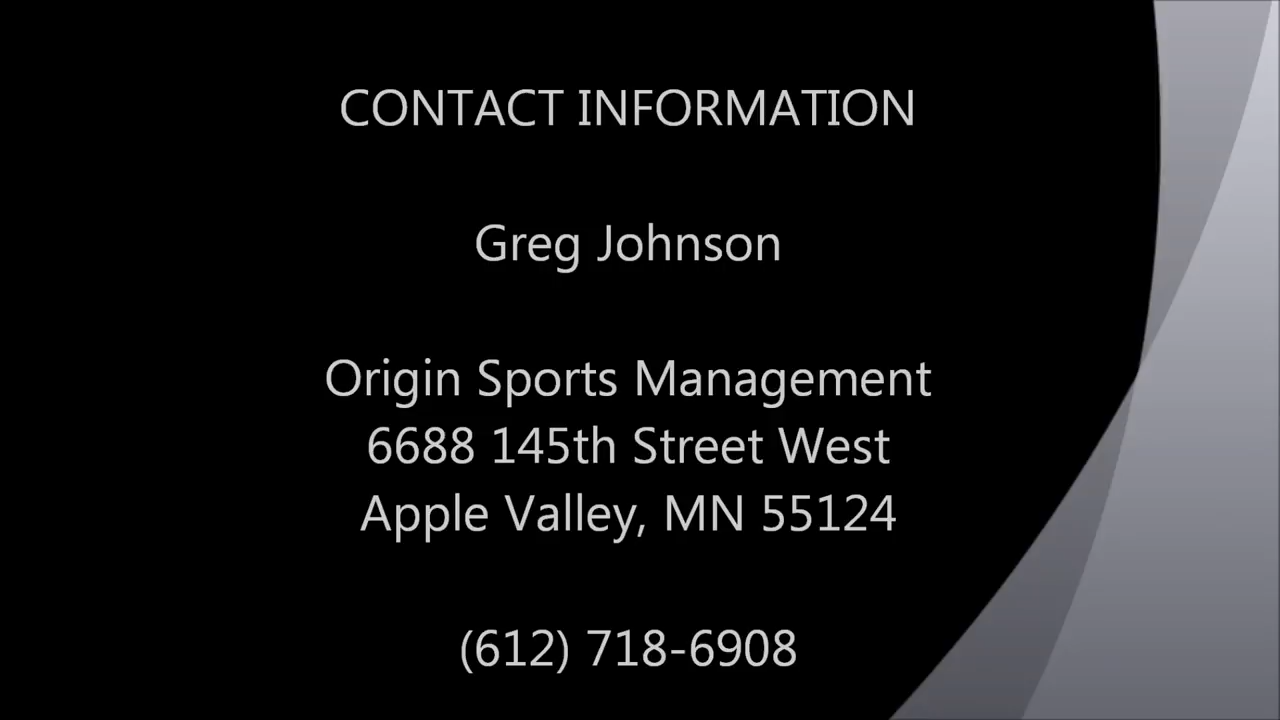 CONTACT INFORMATION
Greg Johnson
Origin Sports Management
6688 145th Street West
Apple Valley, MN 55124
(612) 718-6908